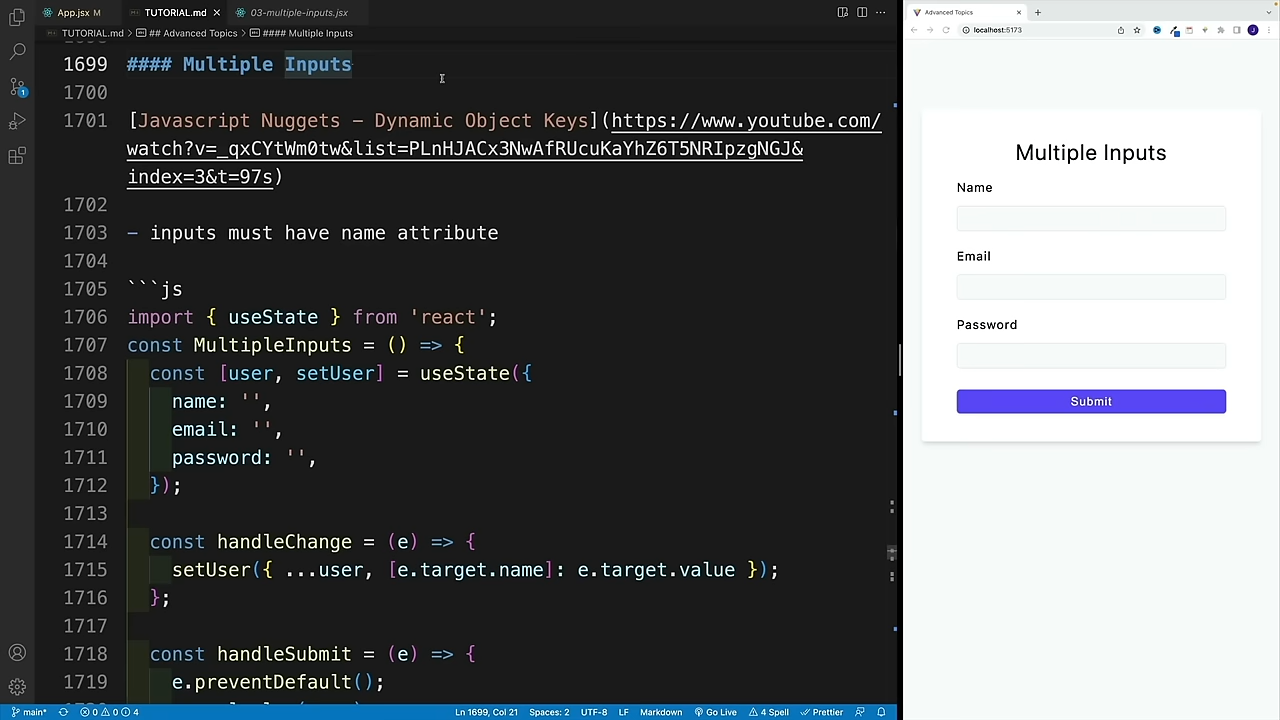 App.jsx M
TUTORIAL.md
03-multiple-inputs.jsx
TUTORIAL.md > ## Advanced Topics > #### Multiple Inputs
1699 #### Multiple Inputs
1700
1701 [Javascript Nuggets - Dynamic Object Keys](https://www.youtube.com/
watch?v=_qxCYtWm0tw&list=PLnHJACx3NwAfRUcuKaYhZ6T5NRIpzgNGJ&
index=3&t=97s)
1702
1703 - inputs must have name attribute
1704
1705 ```js
1706 import { useState } from 'react';
1707 const MultipleInputs = () => {
1708 const [user, setUser] = useState({
1709 name: '',
1710 email: '',
1711 password: '',
1712 });
1713
1714 const handleChange = (e) => {
1715 setUser({ ...user, [e.target.name]: e.target.value });
1716 };
1717
1718 const handleSubmit = (e) => {
1719 e.preventDefault();
main*
0 0 4
Ln 1699, Col 21
Spaces: 2
UTF-8
LF
Markdown
Go Live
4 Spell
Prettier
Advanced Topics
localhost:5173
J
Multiple Inputs
Name
Email
Password
Submit